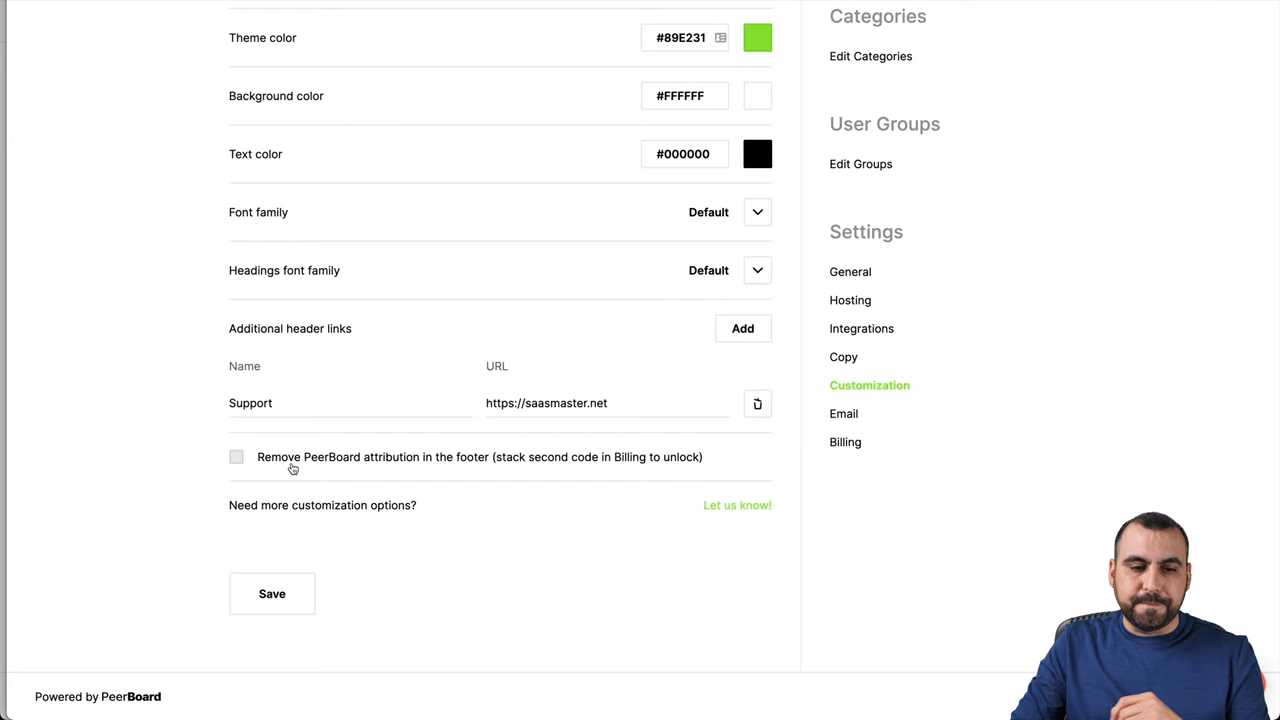 Theme color
#89E231
Background color
#FFFFFF
Text color
#000000
Font family
Default
Headings font family
Default
Additional header links
Add
Name
URL
Support
https://saasmaster.net
Remove PeerBoard attribution in the footer (stack second code in Billing to unlock)
Need more customization options?
Let us know!
Save
Powered by PeerBoard
Categories
Edit Categories
User Groups
Edit Groups
Settings
General
Hosting
Integrations
Copy
Customization
Email
Billing